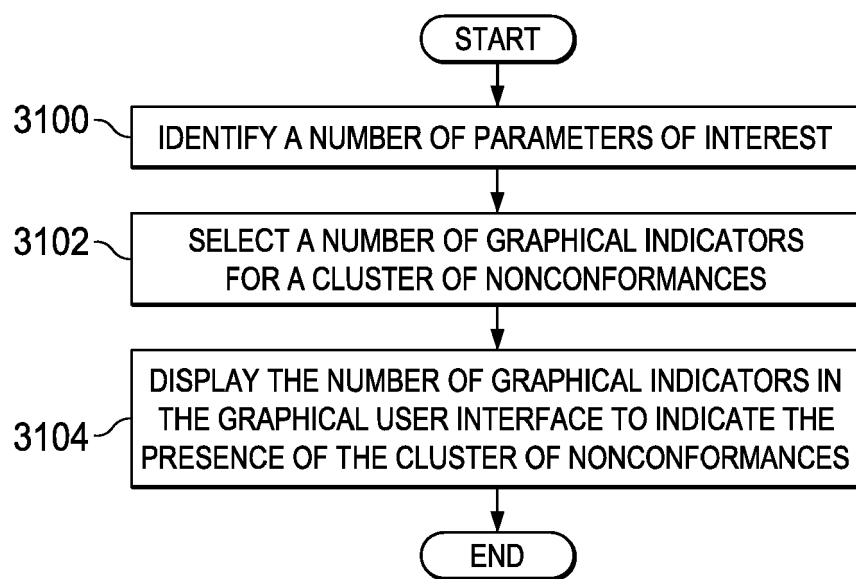 START
3100
IDENTIFY A NUMBER OF PARAMETERS OF INTEREST
3102
SELECT A NUMBER OF GRAPHICAL INDICATORS
FOR A CLUSTER OF NONCONFORMANCES
3104
DISPLAY THE NUMBER OF GRAPHICAL INDICATORS IN
THE GRAPHICAL USER INTERFACE TO INDICATE THE
PRESENCE OF THE CLUSTER OF NONCONFORMANCES
END